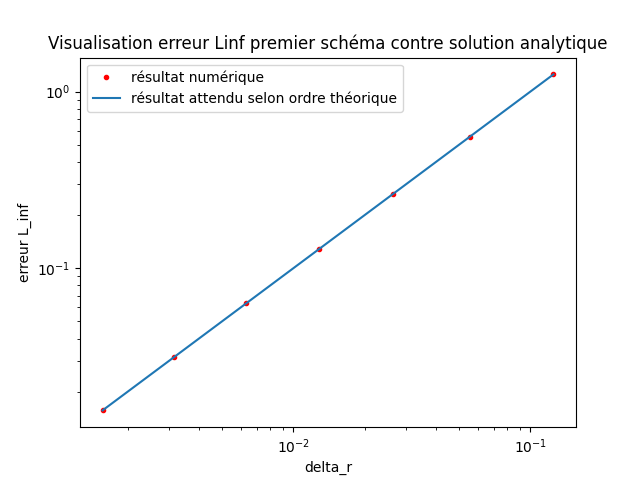 Visualisation erreur Linf premier schéma contre solution analytique
résultat numérique
résultat attendu selon ordre théorique
10⁰
10⁻¹
erreur L_inf
10⁻²
10⁻¹
delta_r